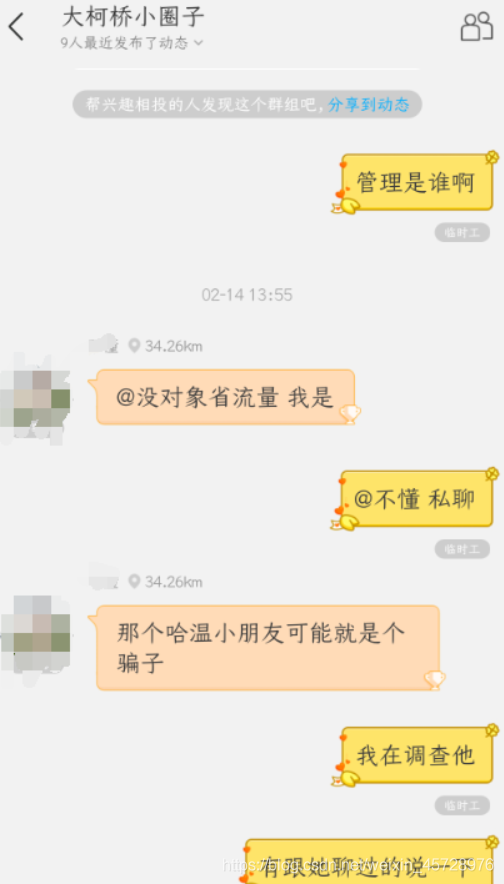 大柯桥小圈子
9人最近发布了动态
帮兴趣相投的人发现这个群组吧，分享到动态
管理是谁啊
临时工
02-14 13:55
34.26km
@没对象省流量 我是
@不懂 私聊
临时工
34.26km
那个哈温小朋友可能就是个
骗子
我在调查他
临时工
有跟她聊过的说一下